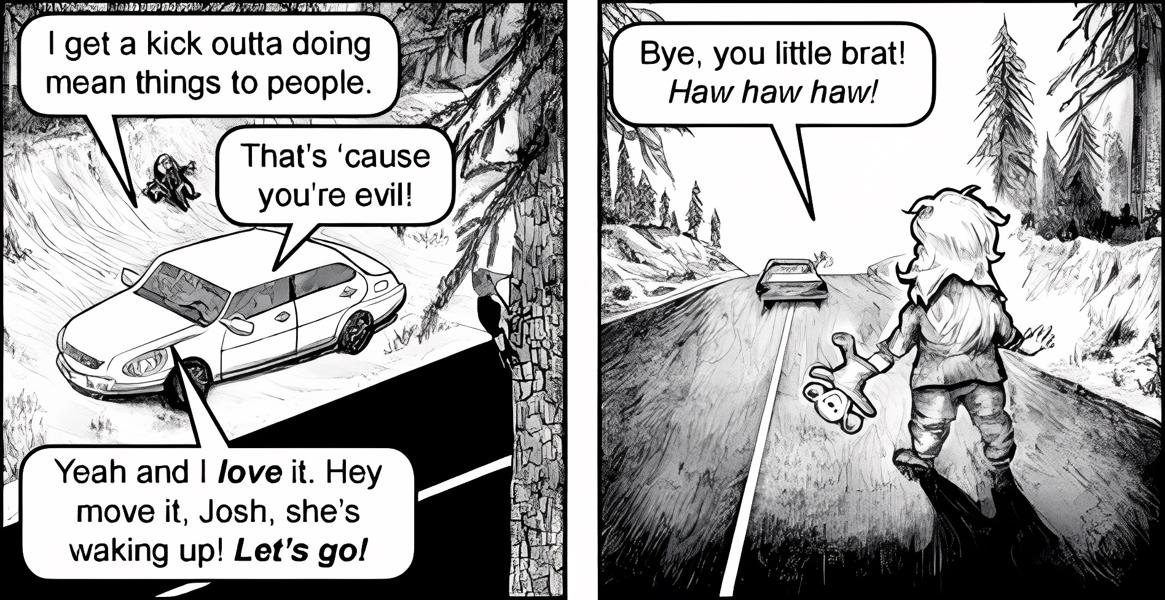 I get a kick outta doing
mean things to people.
That's ‘cause
you're evil!
Yeah and I love it. Hey
move it, Josh, she's
waking up! Let's go!
Bye, you little brat!
Haw haw haw!